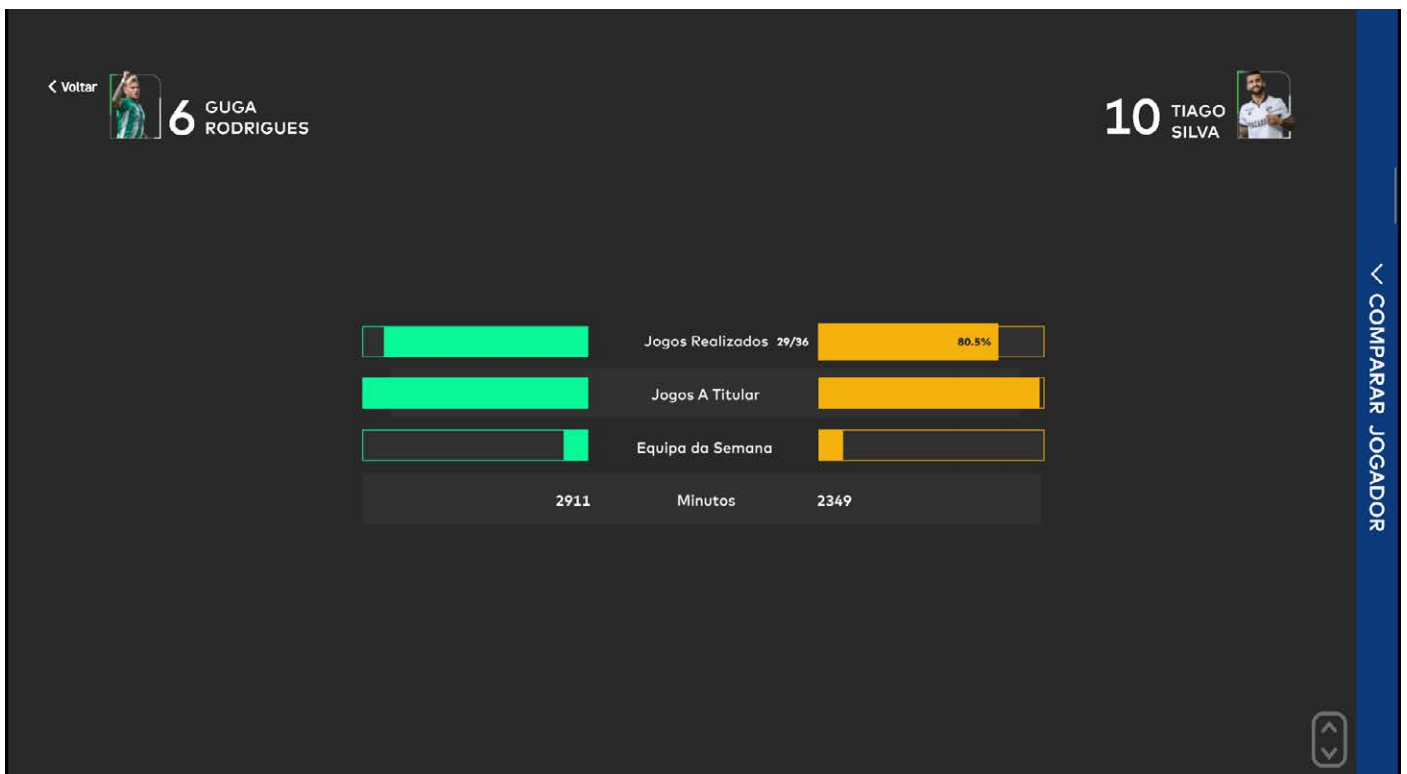 Voltar
6 GUGA
RODRIGUES
10 TIAGO
SILVA
Jogos Realizados 29/36
80.5%
Jogos A Titular
Equipa da Semana
2911 Minutos 2349
COMPARAR JOGADOR